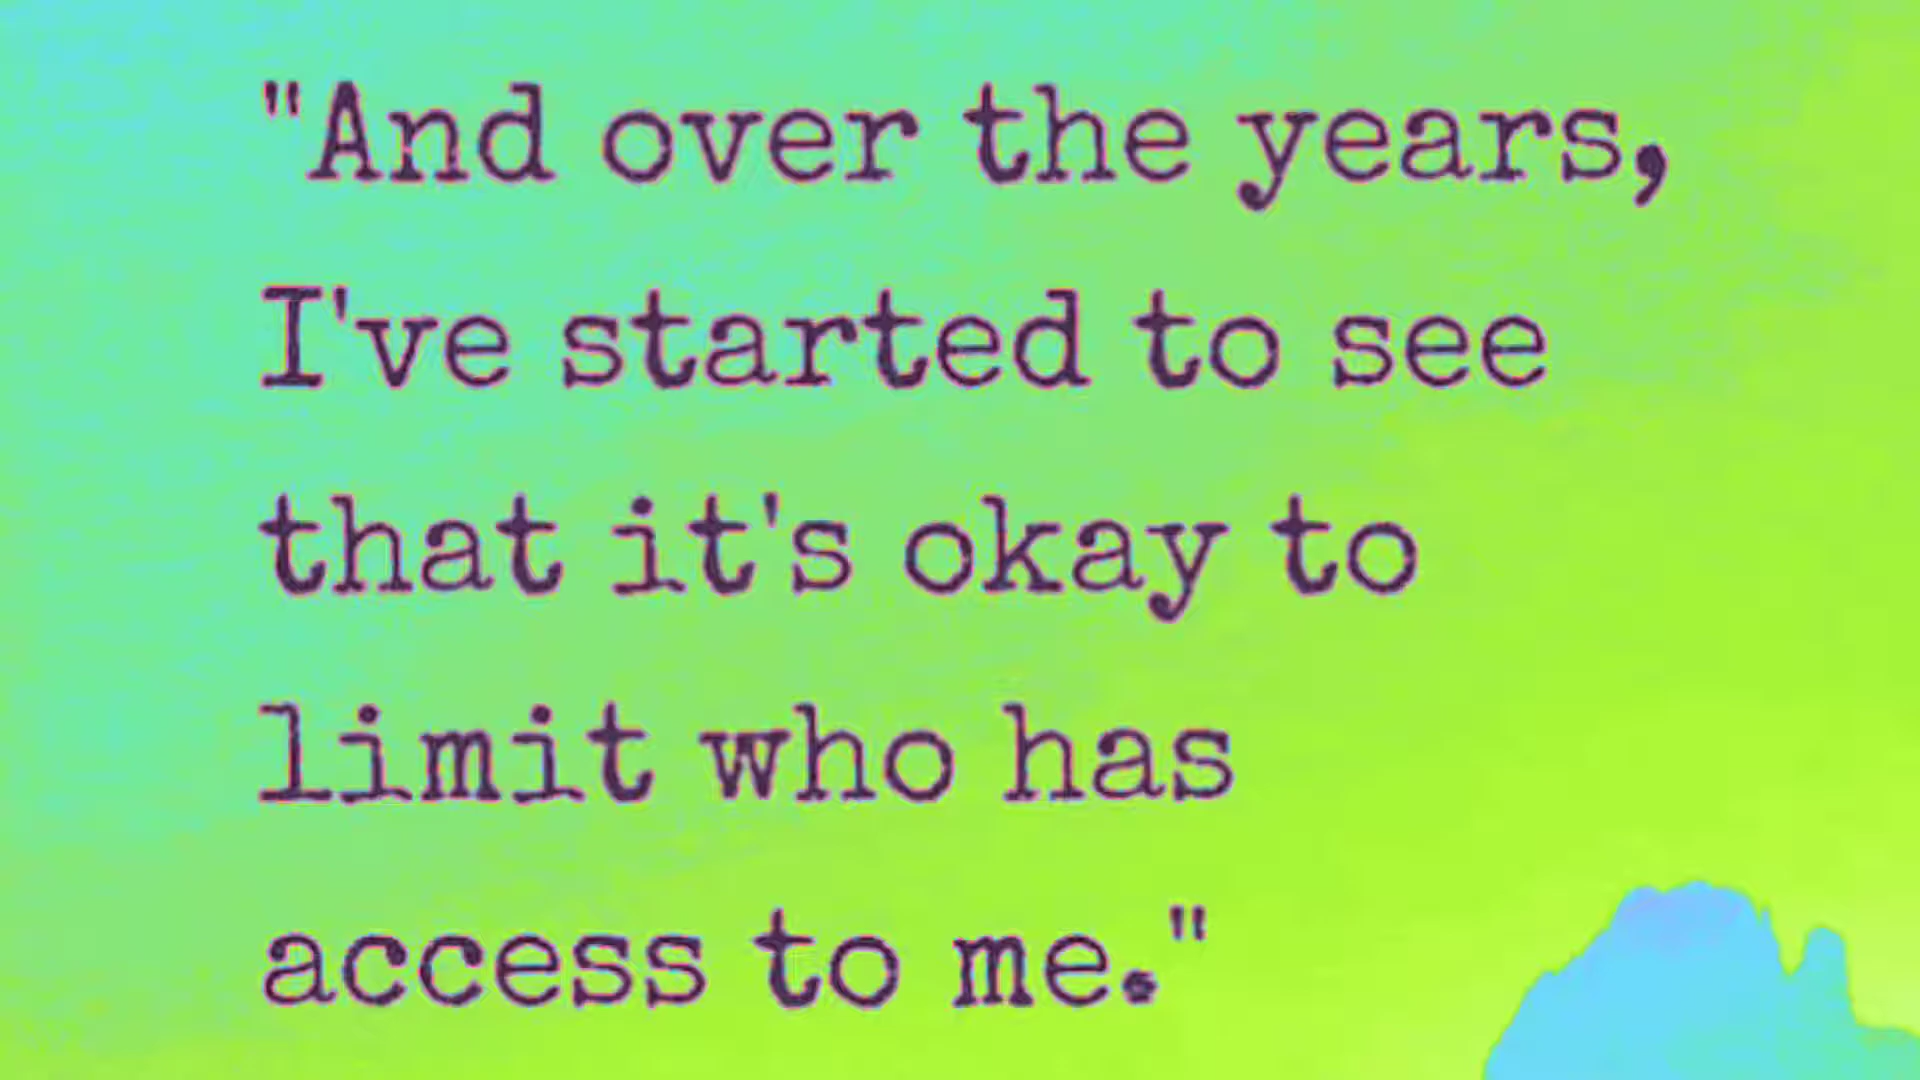 "And over the years,
I've started to see
that it's okay to
limit who has
access to me."